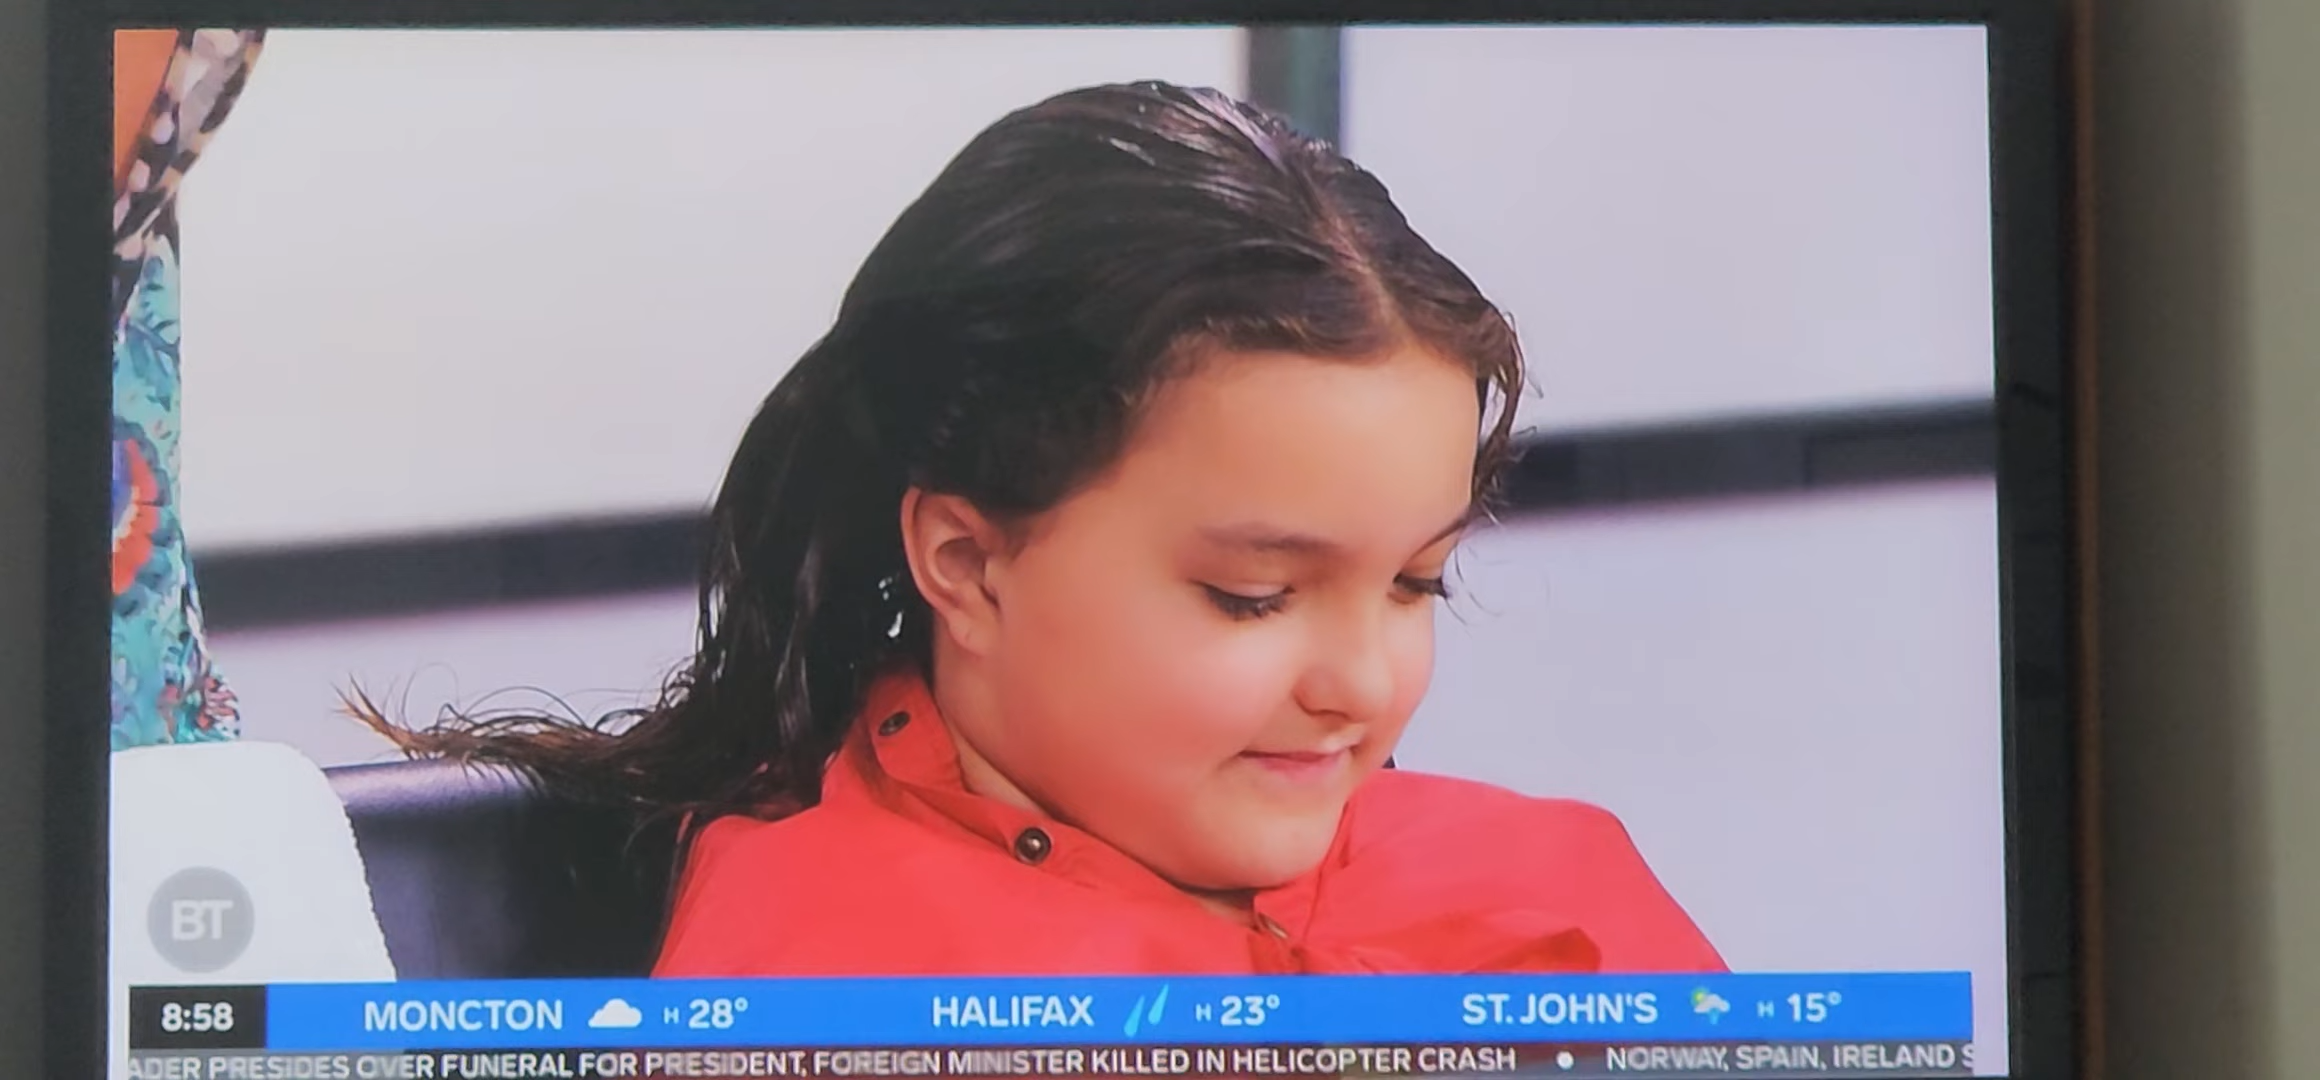 BT
8:58 MONCTON H 28° HALIFAX H 23° ST. JOHN'S H 15°
ADER PRESIDES OVER FUNERAL FOR PRESIDENT, FOREIGN MINISTER KILLED IN HELICOPTER CRASH • NORWAY, SPAIN, IRELAND S